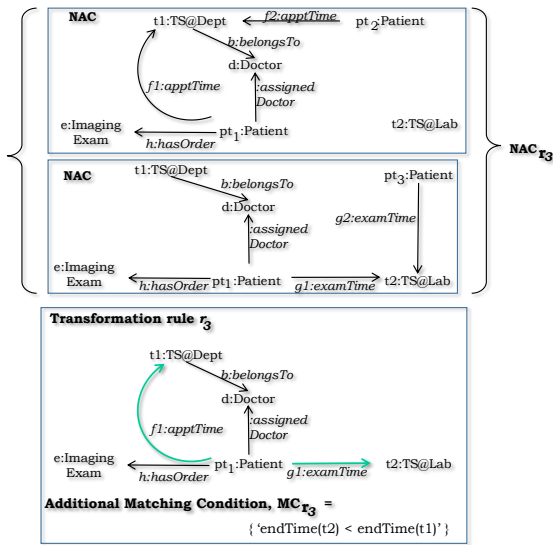 NAC
t1:TS@Dept
f2:apptTime
pt2:Patient
b:belongsTo
d:Doctor
f1:apptTime
:assigned
Doctor
e:Imaging
Exam
pt1:Patient
h:hasOrder
t2:TS@Lab
NACr3
NAC
t1:TS@Dept
b:belongsTo
pt3:Patient
d:Doctor
g2:examTime
:assigned
Doctor
e:Imaging
Exam
h:hasOrder
pt1:Patient
g1:examTime
t2:TS@Lab
Transformation rule r3
t1:TS@Dept
b:belongsTo
d:Doctor
f1:apptTime
:assigned
Doctor
e:Imaging
Exam
h:hasOrder
pt1:Patient
g1:examTime
t2:TS@Lab
Additional Matching Condition, MCr3 =
{ ‘endTime(t2) < endTime(t1)’ }